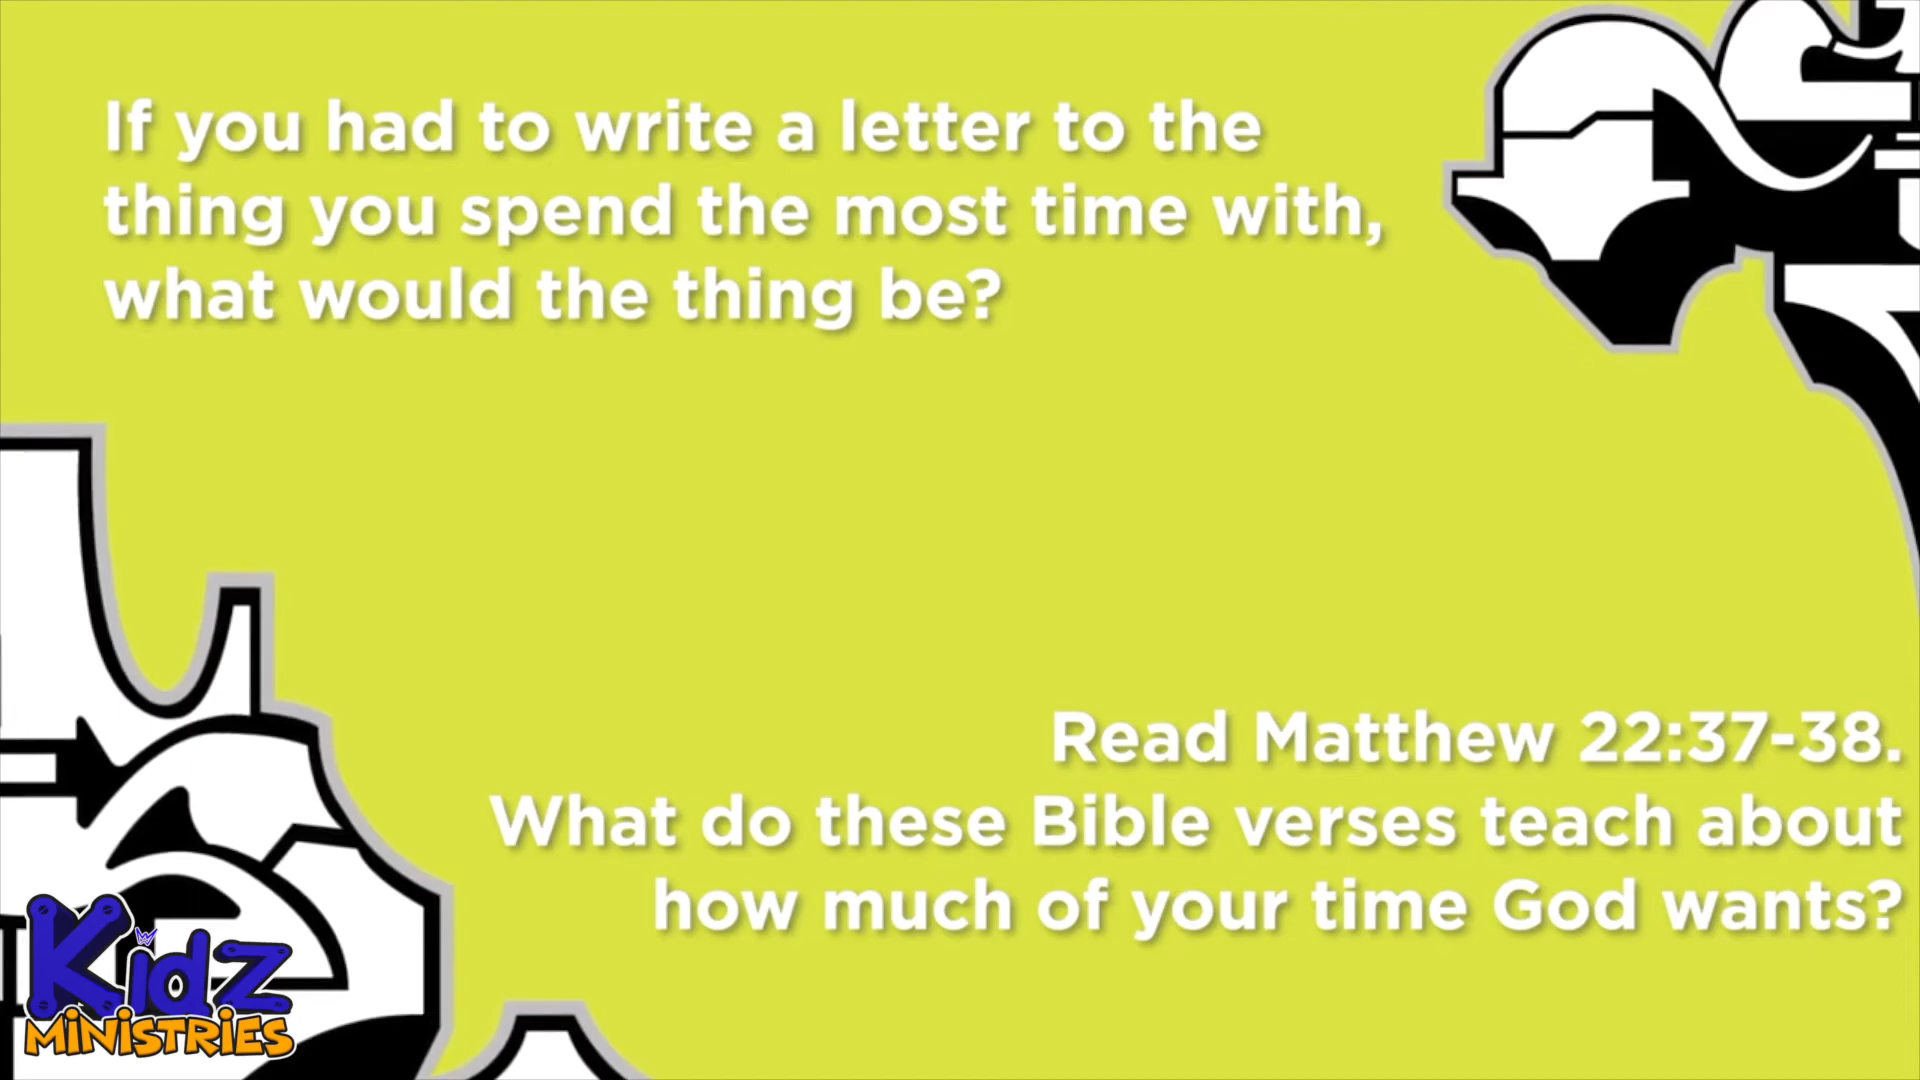 If you had to write a letter to the
thing you spend the most time with,
what would the thing be?
Read Matthew 22:37-38.
What do these Bible verses teach about
how much of your time God wants?
Kidz
MiNiSTRiES